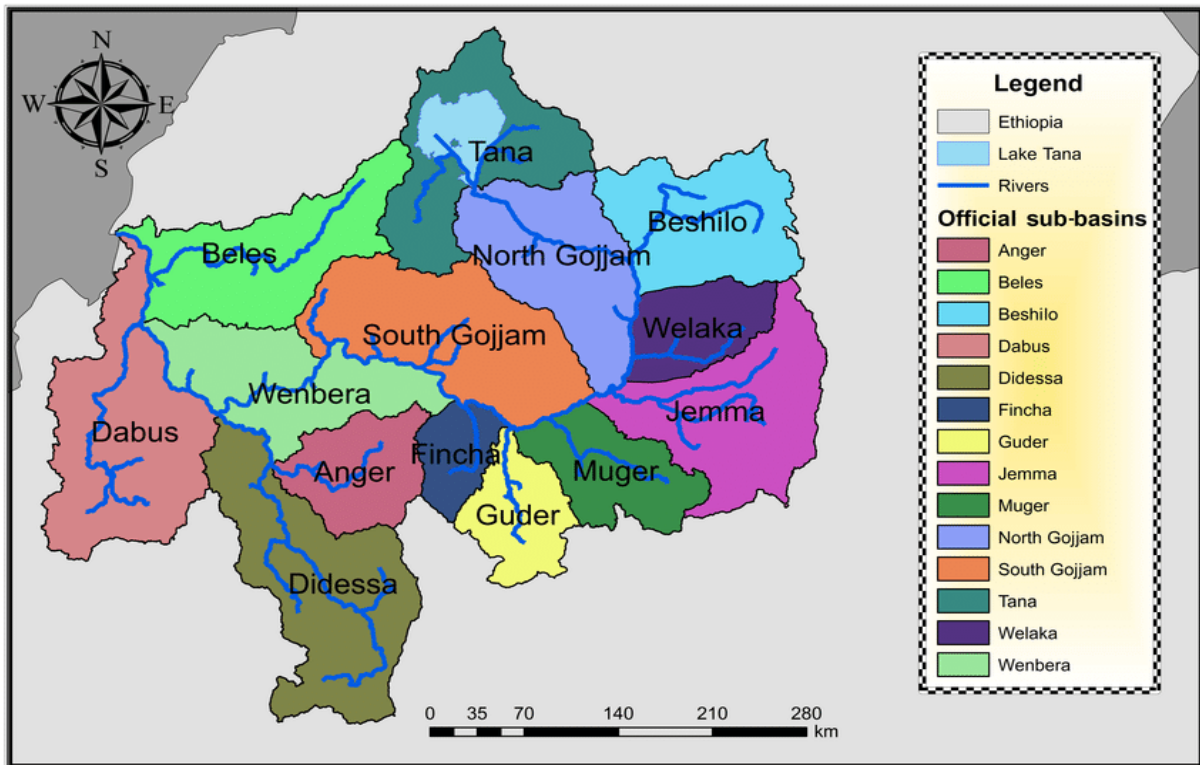 N
W E
S
Tana
Beshilo
Beles
North Gojjam
Welaka
South Gojjam
Wenbera
Jemma
Dabus
Fincha
Anger
Muger
Guder
Didessa
0 35 70 140 210 280
km
Legend
Ethiopia
Lake Tana
Rivers
Official sub-basins
Anger
Beles
Beshilo
Dabus
Didessa
Fincha
Guder
Jemma
Muger
North Gojjam
South Gojjam
Tana
Welaka
Wenbera